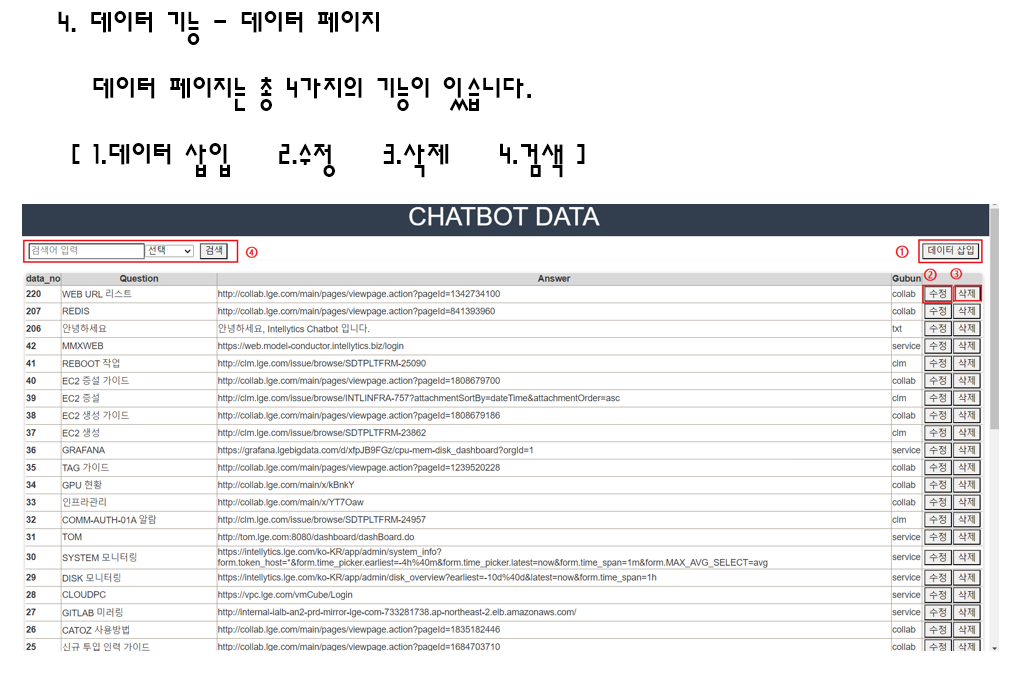 4. 데이터 기능 - 데이터 페이지
데이터 페이지는 총 4가지의 기능이 있습니다.
[ 1.데이터 삽입 2.수정 3.삭제 4.검색 ]
CHATBOT DATA
검색어 입력 선택 검색 ④ ① 데이터 삽입
data_no Question Answer Gubun ② ③
220 WEB URL 리스트 http://collab.lge.com/main/pages/viewpage.action?pageId=1342734100 collab 수정 삭제
207 REDIS http://collab.lge.com/main/pages/viewpage.action?pageId=841393960 collab 수정 삭제
206 안녕하세요 안녕하세요, Intellytics Chatbot 입니다. txt 수정 삭제
42 MMXWEB https://web.model-conductor.intellytics.biz/login service 수정 삭제
41 REBOOT 작업 http://clm.lge.com/issue/browse/SDTPLTFRM-25090 clm 수정 삭제
40 EC2 증설 가이드 http://collab.lge.com/main/pages/viewpage.action?pageId=1808679700 collab 수정 삭제
39 EC2 증설 http://clm.lge.com/issue/browse/INTLINFRA-757?attachmentSortBy=dateTime&attachmentOrder=asc clm 수정 삭제
38 EC2 생성 가이드 http://collab.lge.com/main/pages/viewpage.action?pageId=1808679186 collab 수정 삭제
37 EC2 생성 http://clm.lge.com/issue/browse/SDTPLTFRM-23862 clm 수정 삭제
36 GRAFANA https://grafana.lgebigdata.com/d/xfpJB9FGz/cpu-mem-disk_dashboard?orgId=1 service 수정 삭제
35 TAG 가이드 http://collab.lge.com/main/pages/viewpage.action?pageId=1239520228 collab 수정 삭제
34 GPU 현황 http://collab.lge.com/main/x/kBnkY collab 수정 삭제
33 인프라관리 http://collab.lge.com/main/x/YT7Oaw collab 수정 삭제
32 COMM-AUTH-01A 알람 http://clm.lge.com/issue/browse/SDTPLTFRM-24957 clm 수정 삭제
31 TOM http://tom.lge.com:8080/dashboard/dashBoard.do service 수정 삭제
30 SYSTEM 모니터링 https://intellytics.lge.com/ko-KR/app/admin/system_info? service 수정 삭제
form.token_host=*&form.time_picker.earliest=-4h%40m&form.time_picker.latest=now&form.time_span=1m&form.MAX_AVG_SELECT=avg
29 DISK 모니터링 https://intellytics.lge.com/ko-KR/app/admin/disk_overview?earliest=-10d%40d&latest=now&form.time_span=1h service 수정 삭제
28 CLOUDPC https://vpc.lge.com/vmCube/Login service 수정 삭제
27 GITLAB 미러링 http://internal-ialb-an2-prd-mirror-lge-com-733281738.ap-northeast-2.elb.amazonaws.com/ service 수정 삭제
26 CATOZ 사용방법 http://collab.lge.com/main/pages/viewpage.action?pageId=1835182446 collab 수정 삭제
25 신규 투입 인력 가이드 http://collab.lge.com/main/pages/viewpage.action?pageId=1684703710 collab 수정 삭제